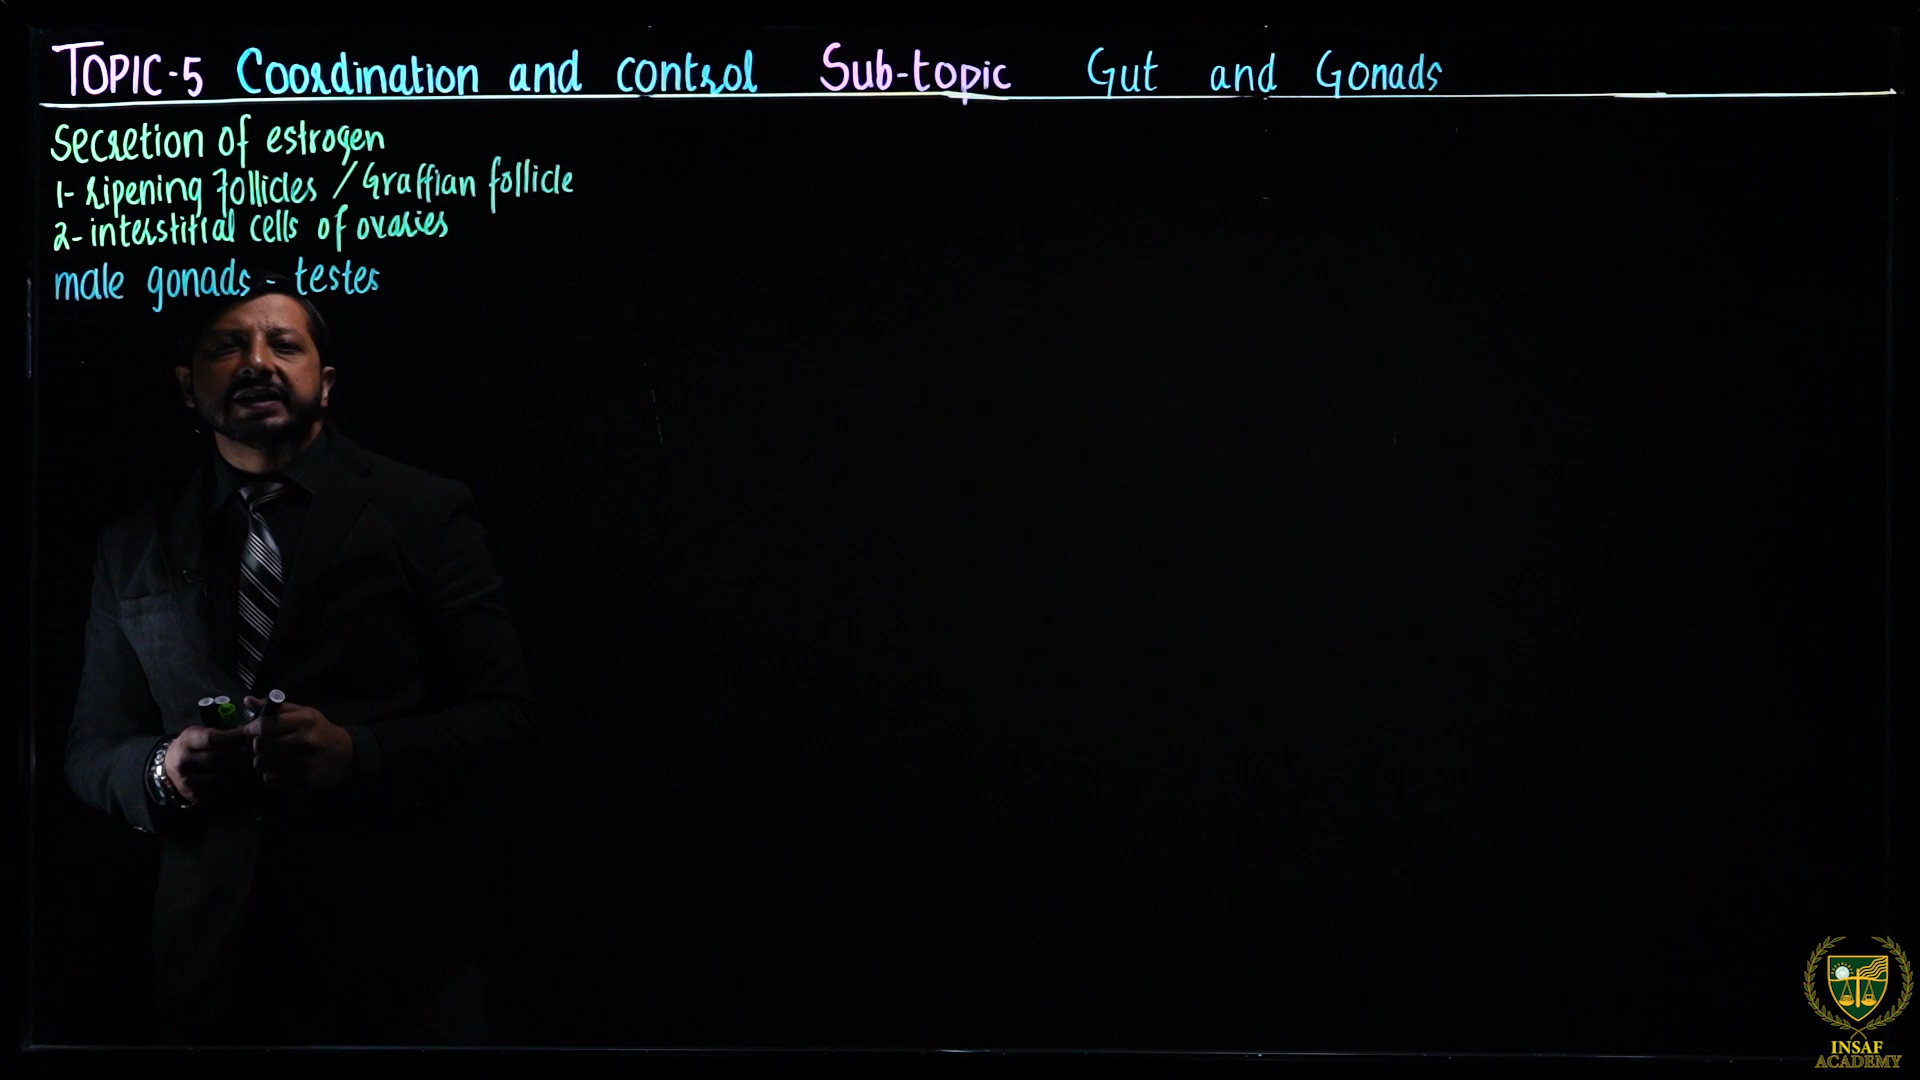 TOPIC-5 Coordination and control Sub-topic Gut and Gonads
Secretion of estrogen
1- ripening follicles / Graffian follicle
2- interstitial cells of ovaries
male gonads - testes
INSAF
ACADEMY